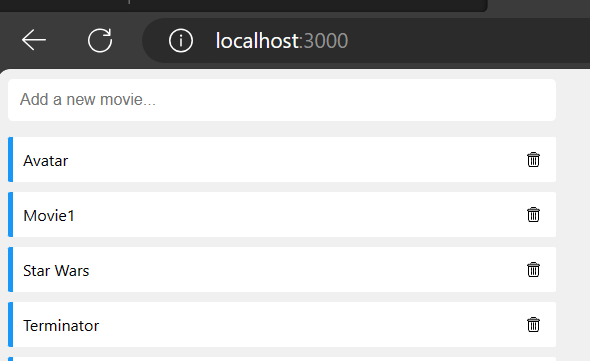 localhost:3000
Add a new movie...
Avatar
Movie1
Star Wars
Terminator